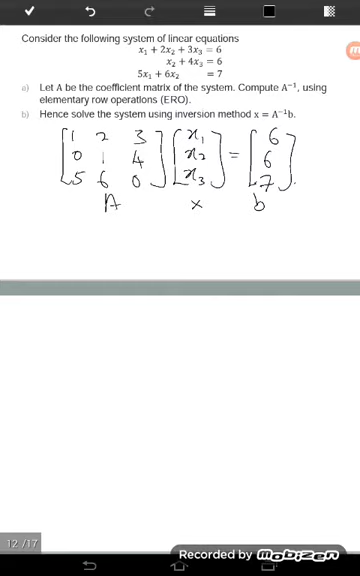 Consider the following system of linear equations
x₁ + 2x₂ + 3x₃ = 6
x₂ + 4x₃ = 6
5x₁ + 6x₂ = 7
a) Let A be the coefficient matrix of the system. Compute A⁻¹, using
elementary row operations (ERO).
b) Hence solve the system using inversion method x = A⁻¹b.
[1 2 3] [x₁] = [6]
[0 1 4] [x₂] [6]
[5 6 0] [x₃] [7].
A x b
12 /17
Recorded by Mobizen